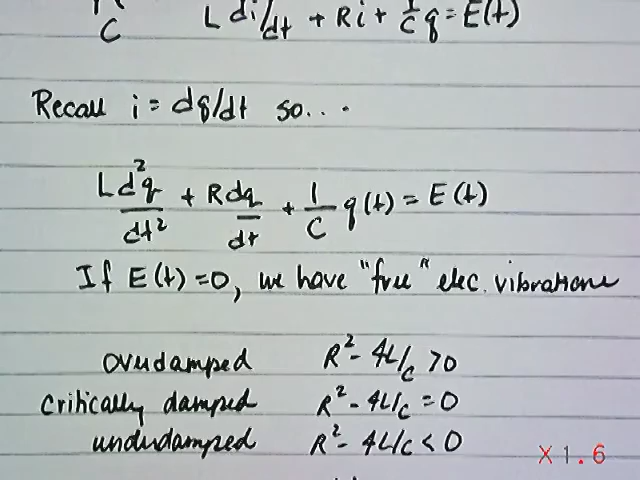 C L di/dt + Ri + 1/C q = E(t)
Recall i = dq/dt so...
L d²q/dt² + R dq/dt + 1/C q(t) = E(t)
If E(t) = 0, we have "free" elec. vibrations
overdamped R² - 4L/C > 0
critically damped R² - 4L/C = 0
underdamped R² - 4L/C < 0
X1.6